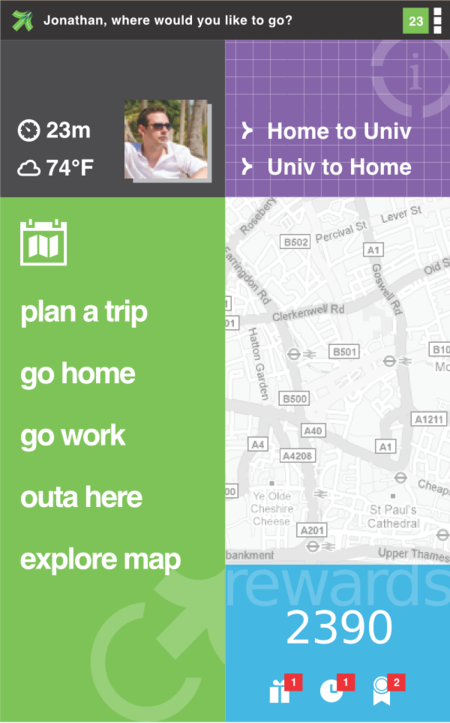 Jonathan, where would you like to go?
23
23m
74°F
i
Home to Univ
Univ to Home
plan a trip
go home
go work
outa here
explore map
Rosebery
Lever St
Percival St
B502
A1
Goswell Rd
Old S
Farringdon Rd
Clerkenwell Rd
01
Hatton Garden
B501
B10
Mo
B500
A40
A1211
A4
A1
A4208
00
Cheap
Ye Olde
Cheshire
Cheese
St Paul's
Cathedral
A201
bankment
Upper Thames
rewards
2390
1
1
2